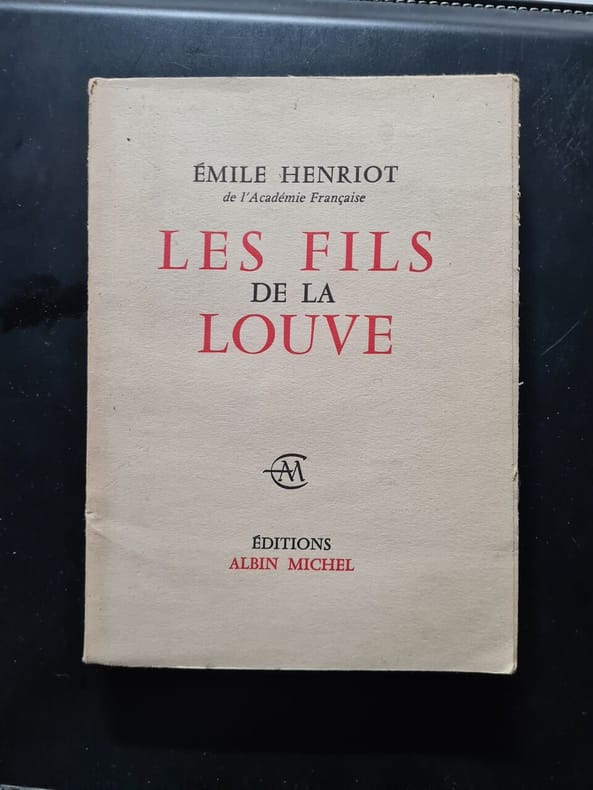 ÉMILE HENRIOT
de l'Académie Française
LES FILS
DE LA
LOUVE
AM
ÉDITIONS
ALBIN MICHEL